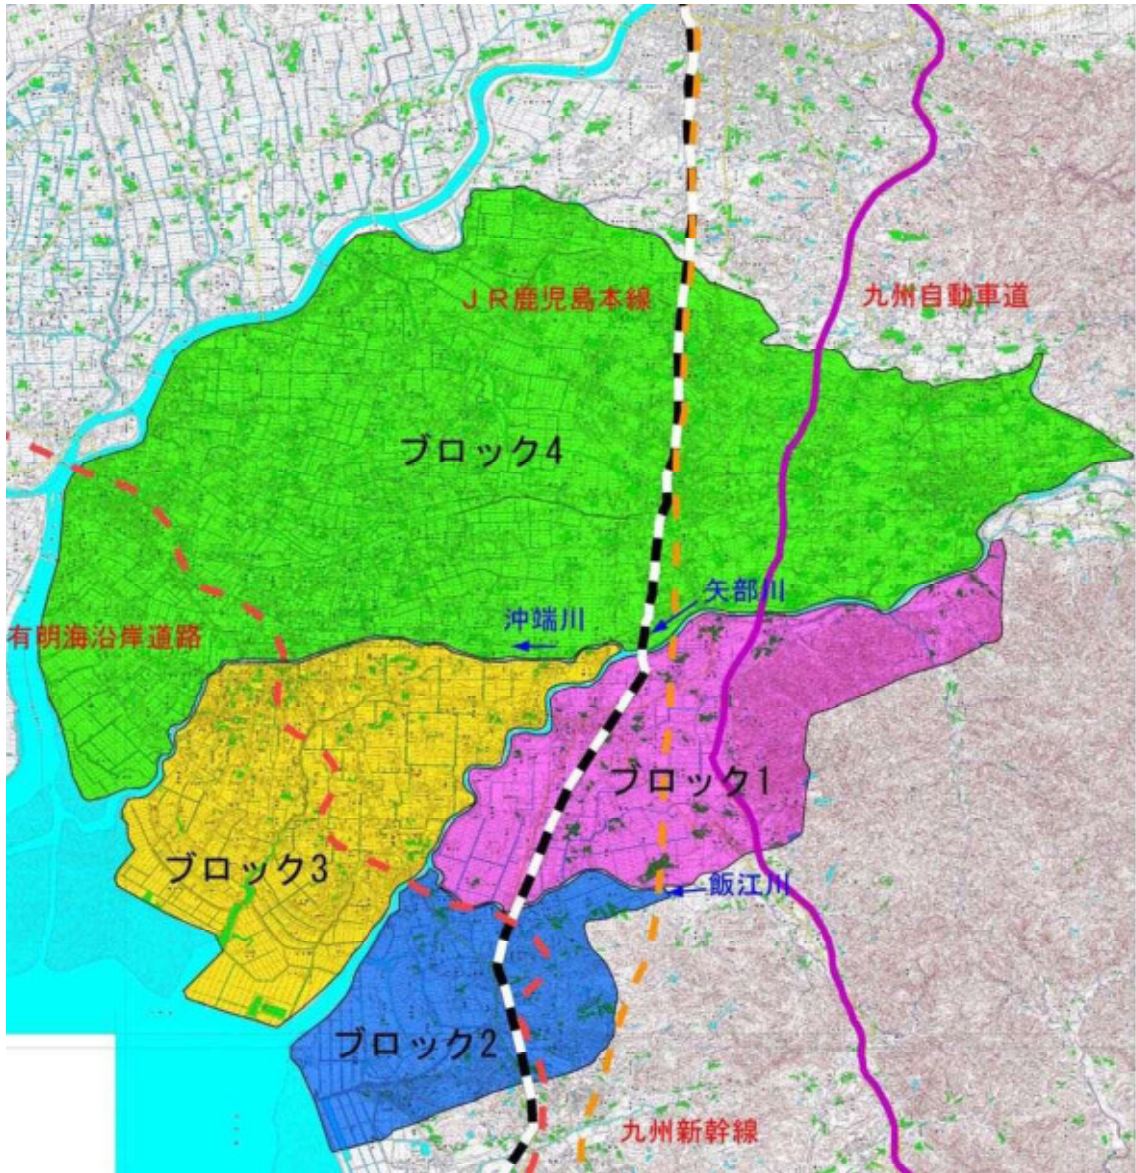 JR鹿児島本線
九州自動車道
ブロック4
矢部川
沖端川
有明海沿岸道路
ブロック1
ブロック3
飯江川
ブロック2
九州新幹線